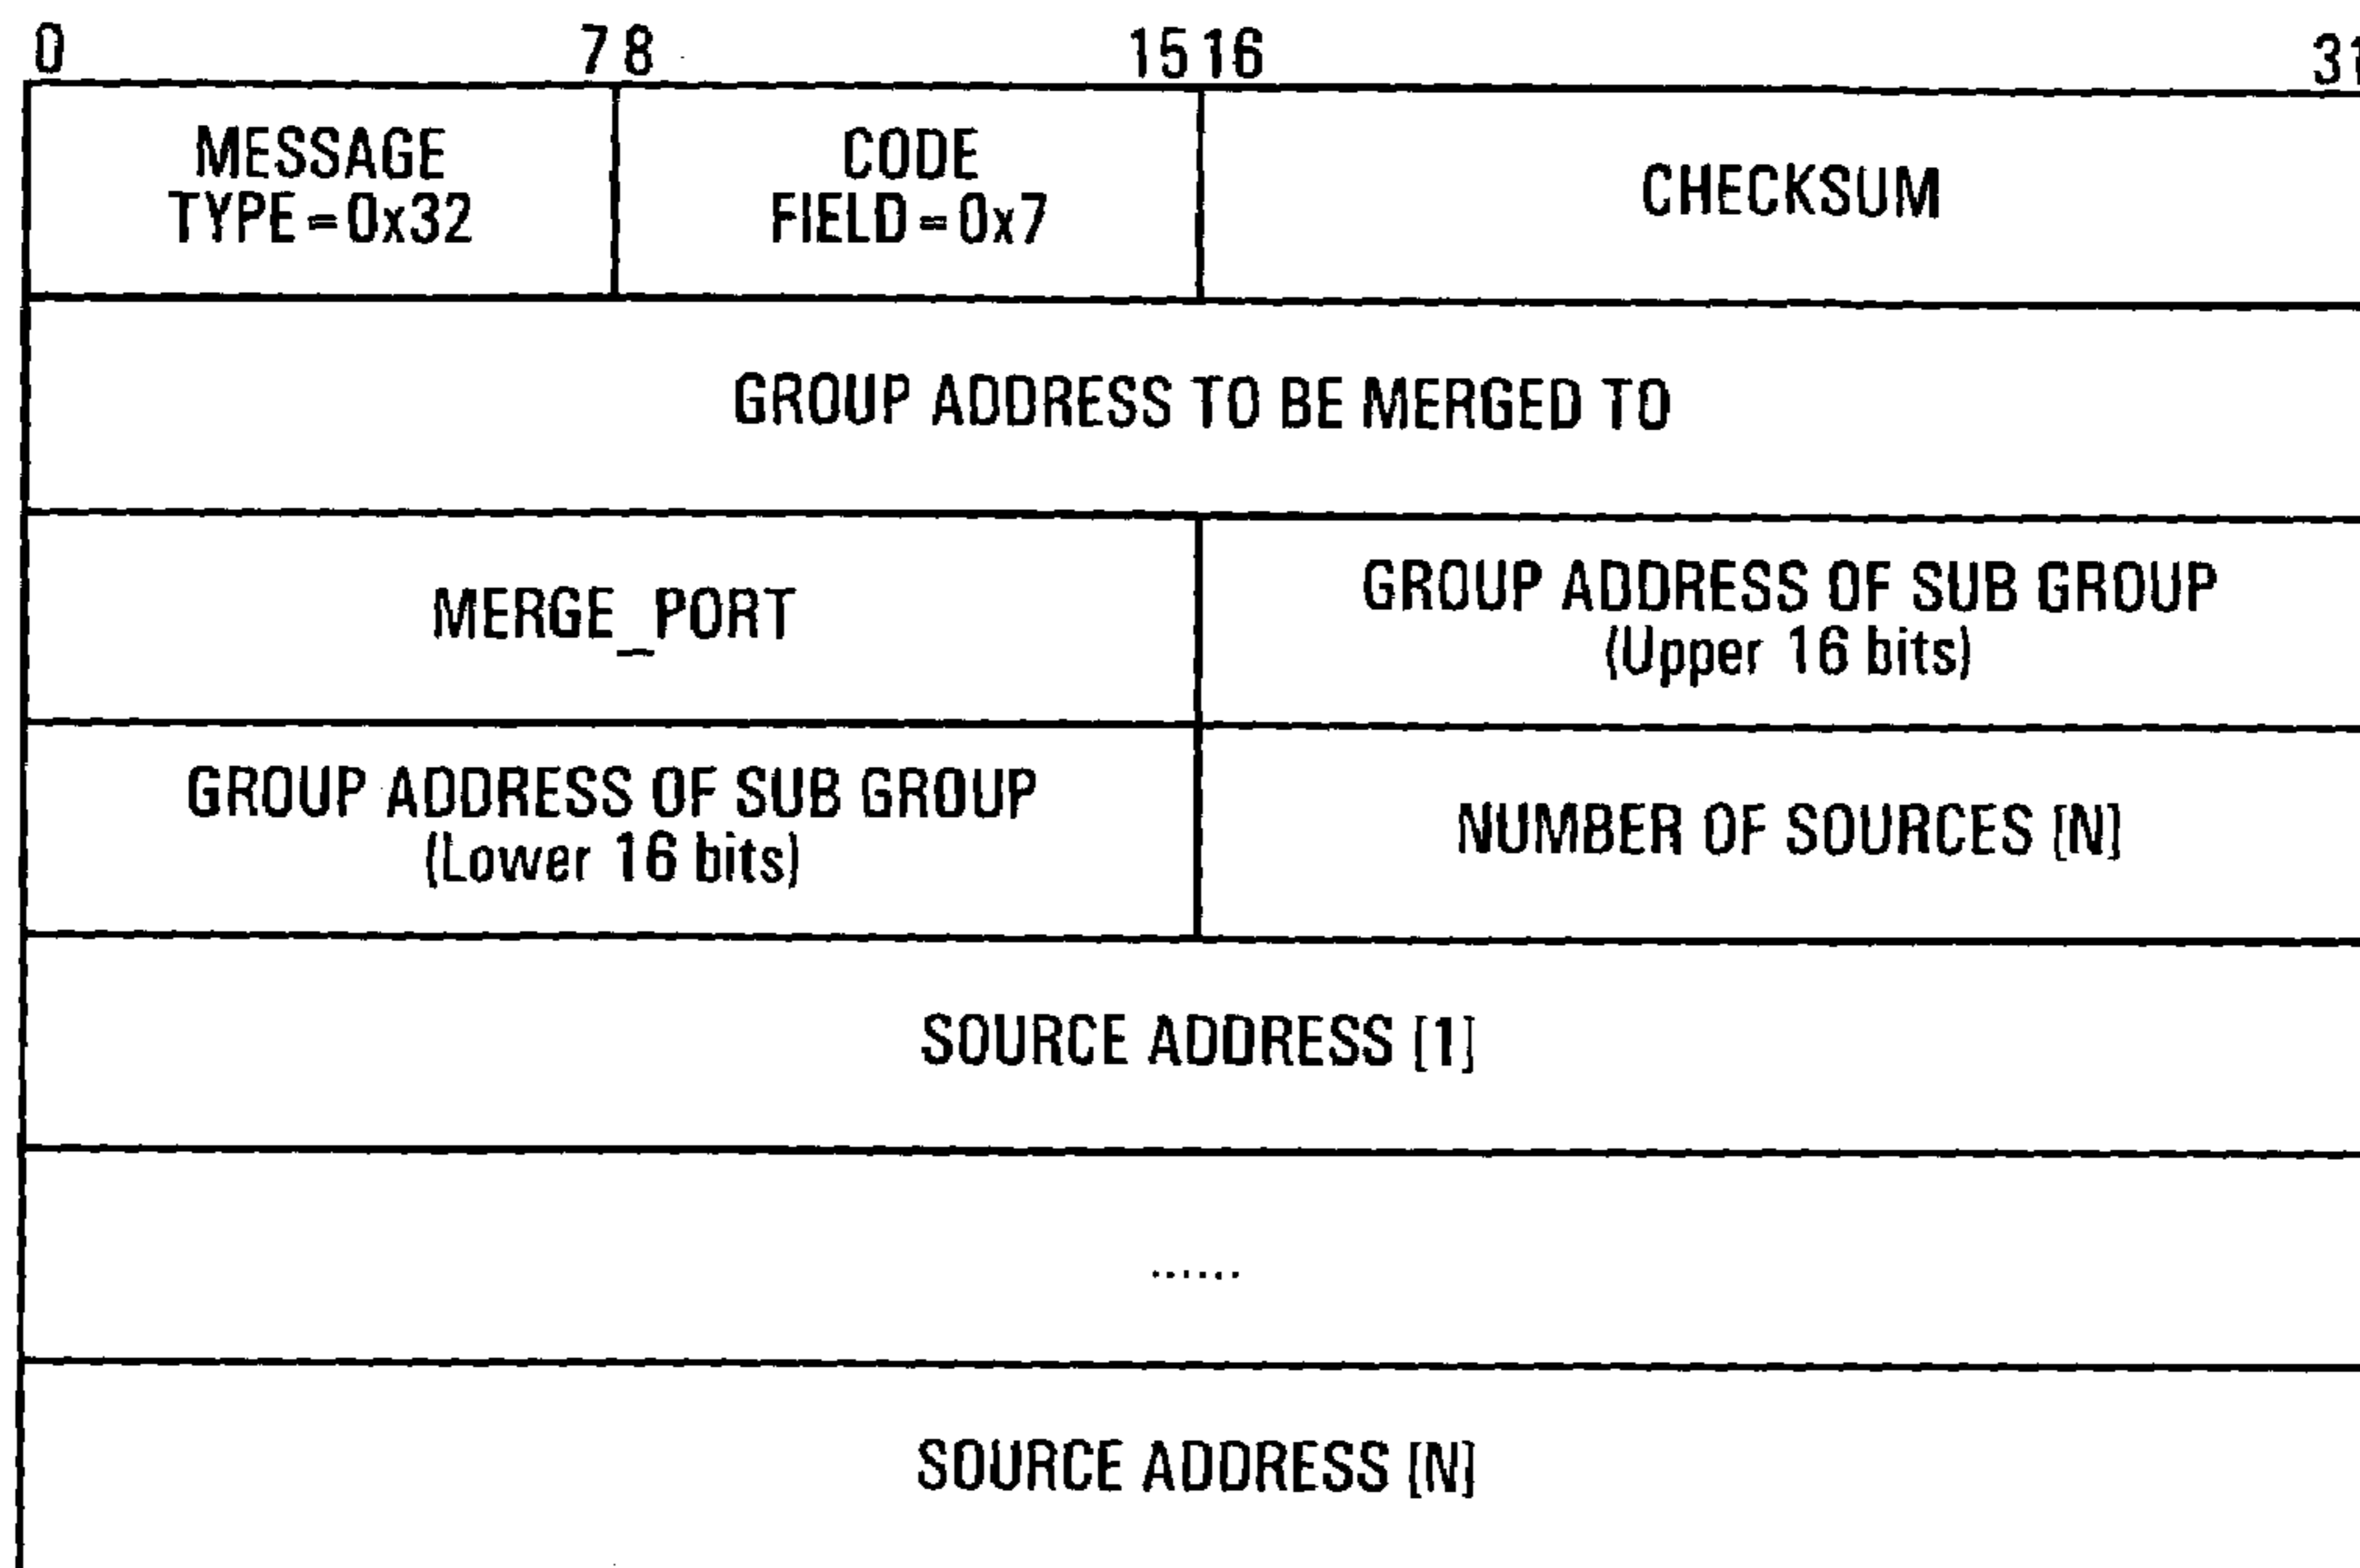 0 7 8 15 16 31
MESSAGE
TYPE=0x32
CODE
FIELD=0x7
CHECKSUM
GROUP ADDRESS TO BE MERGED TO
MERGE_PORT
GROUP ADDRESS OF SUB GROUP
(Upper 16 bits)
GROUP ADDRESS OF SUB GROUP
(Lower 16 bits)
NUMBER OF SOURCES [N]
SOURCE ADDRESS [1]
......
SOURCE ADDRESS [N]